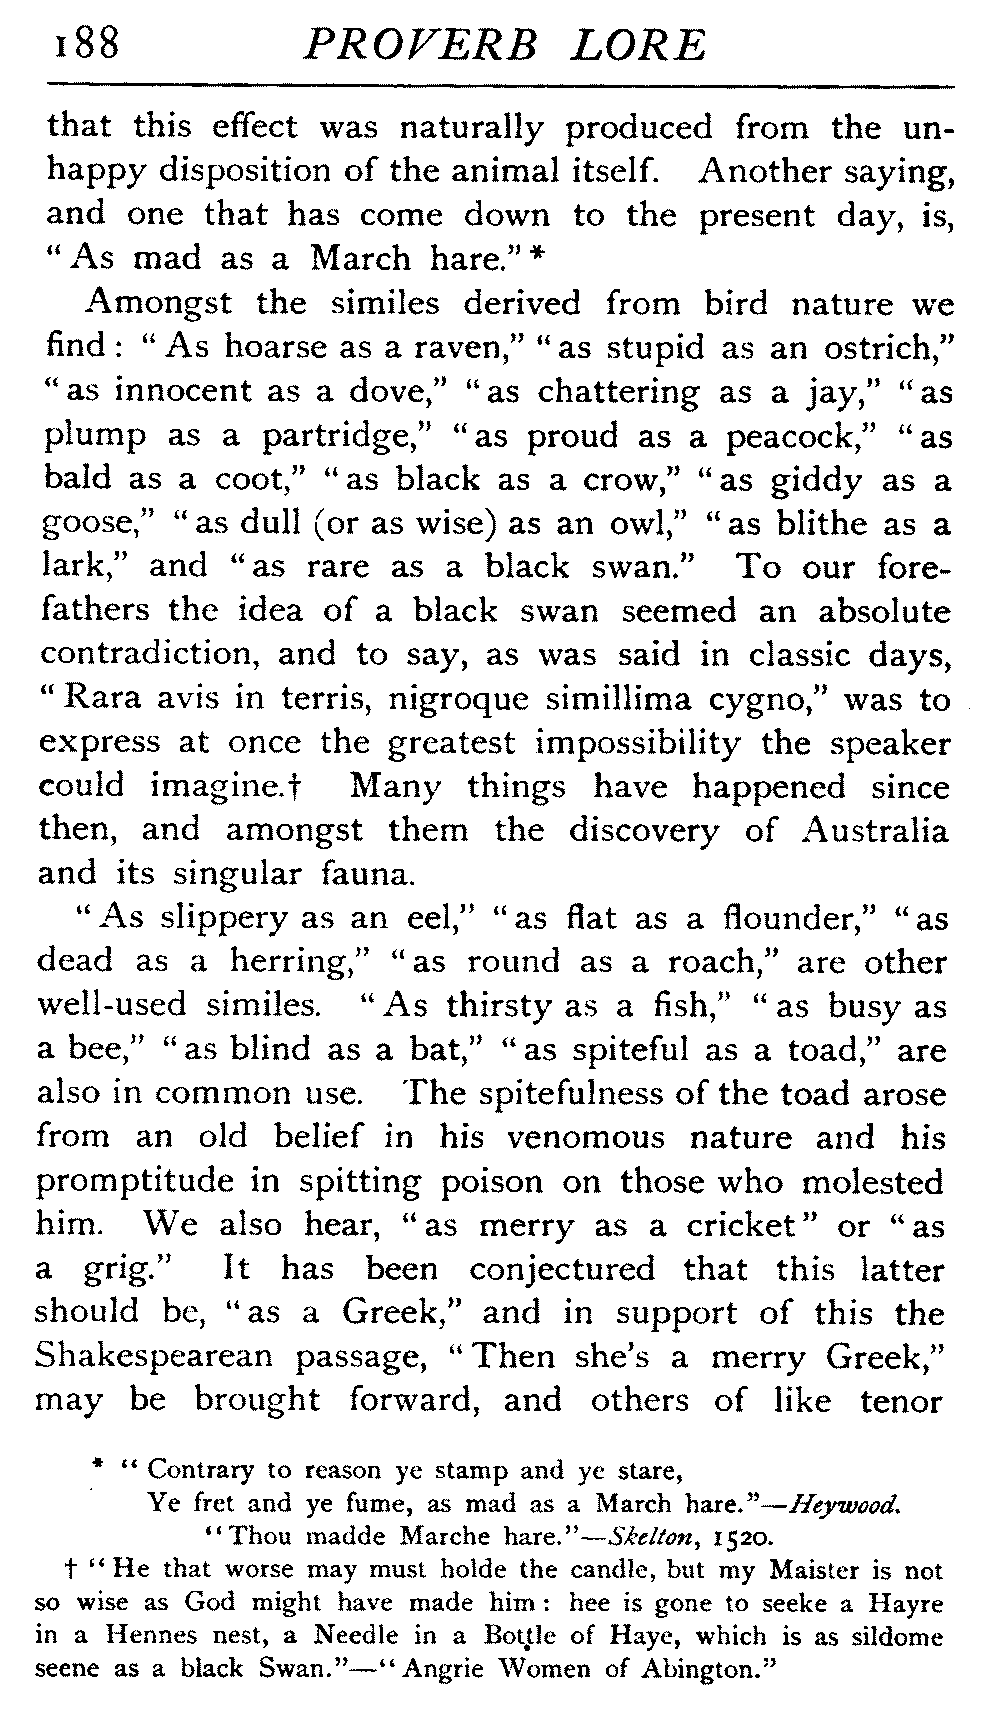 188 PROVERB LORE
that this effect was naturally produced from the un-
happy disposition of the animal itself. Another saying,
and one that has come down to the present day, is,
“As mad as a March hare.”*
Amongst the similes derived from bird nature we
find: “As hoarse as a raven,” “as stupid as an ostrich,”
“as innocent as a dove,” “as chattering as a jay,” “as
plump as a partridge,” “as proud as a peacock,” “as
bald as a coot,” “as black as a crow,” “as giddy as a
goose,” “as dull (or as wise) as an owl,” “as blithe as a
lark,” and “as rare as a black swan.” To our fore-
fathers the idea of a black swan seemed an absolute
contradiction, and to say, as was said in classic days,
“Rara avis in terris, nigroque simillima cygno,” was to
express at once the greatest impossibility the speaker
could imagine.† Many things have happened since
then, and amongst them the discovery of Australia
and its singular fauna.
“As slippery as an eel,” “as flat as a flounder,” “as
dead as a herring,” “as round as a roach,” are other
well-used similes. “As thirsty as a fish,” “as busy as
a bee,” “as blind as a bat,” “as spiteful as a toad,” are
also in common use. The spitefulness of the toad arose
from an old belief in his venomous nature and his
promptitude in spitting poison on those who molested
him. We also hear, “as merry as a cricket” or “as
a grig.” It has been conjectured that this latter
should be, “as a Greek,” and in support of this the
Shakespearean passage, “Then she's a merry Greek,”
may be brought forward, and others of like tenor
* “Contrary to reason ye stamp and ye stare,
Ye fret and ye fume, as mad as a March hare.”—Heywood.
“Thou madde Marche hare.”—Skelton, 1520.
† “He that worse may must holde the candle, but my Maister is not
so wise as God might have made him: hee is gone to seeke a Hayre
in a Hennes nest, a Needle in a Bottle of Haye, which is as sildome
seene as a black Swan.”—“Angrie Women of Abington.”